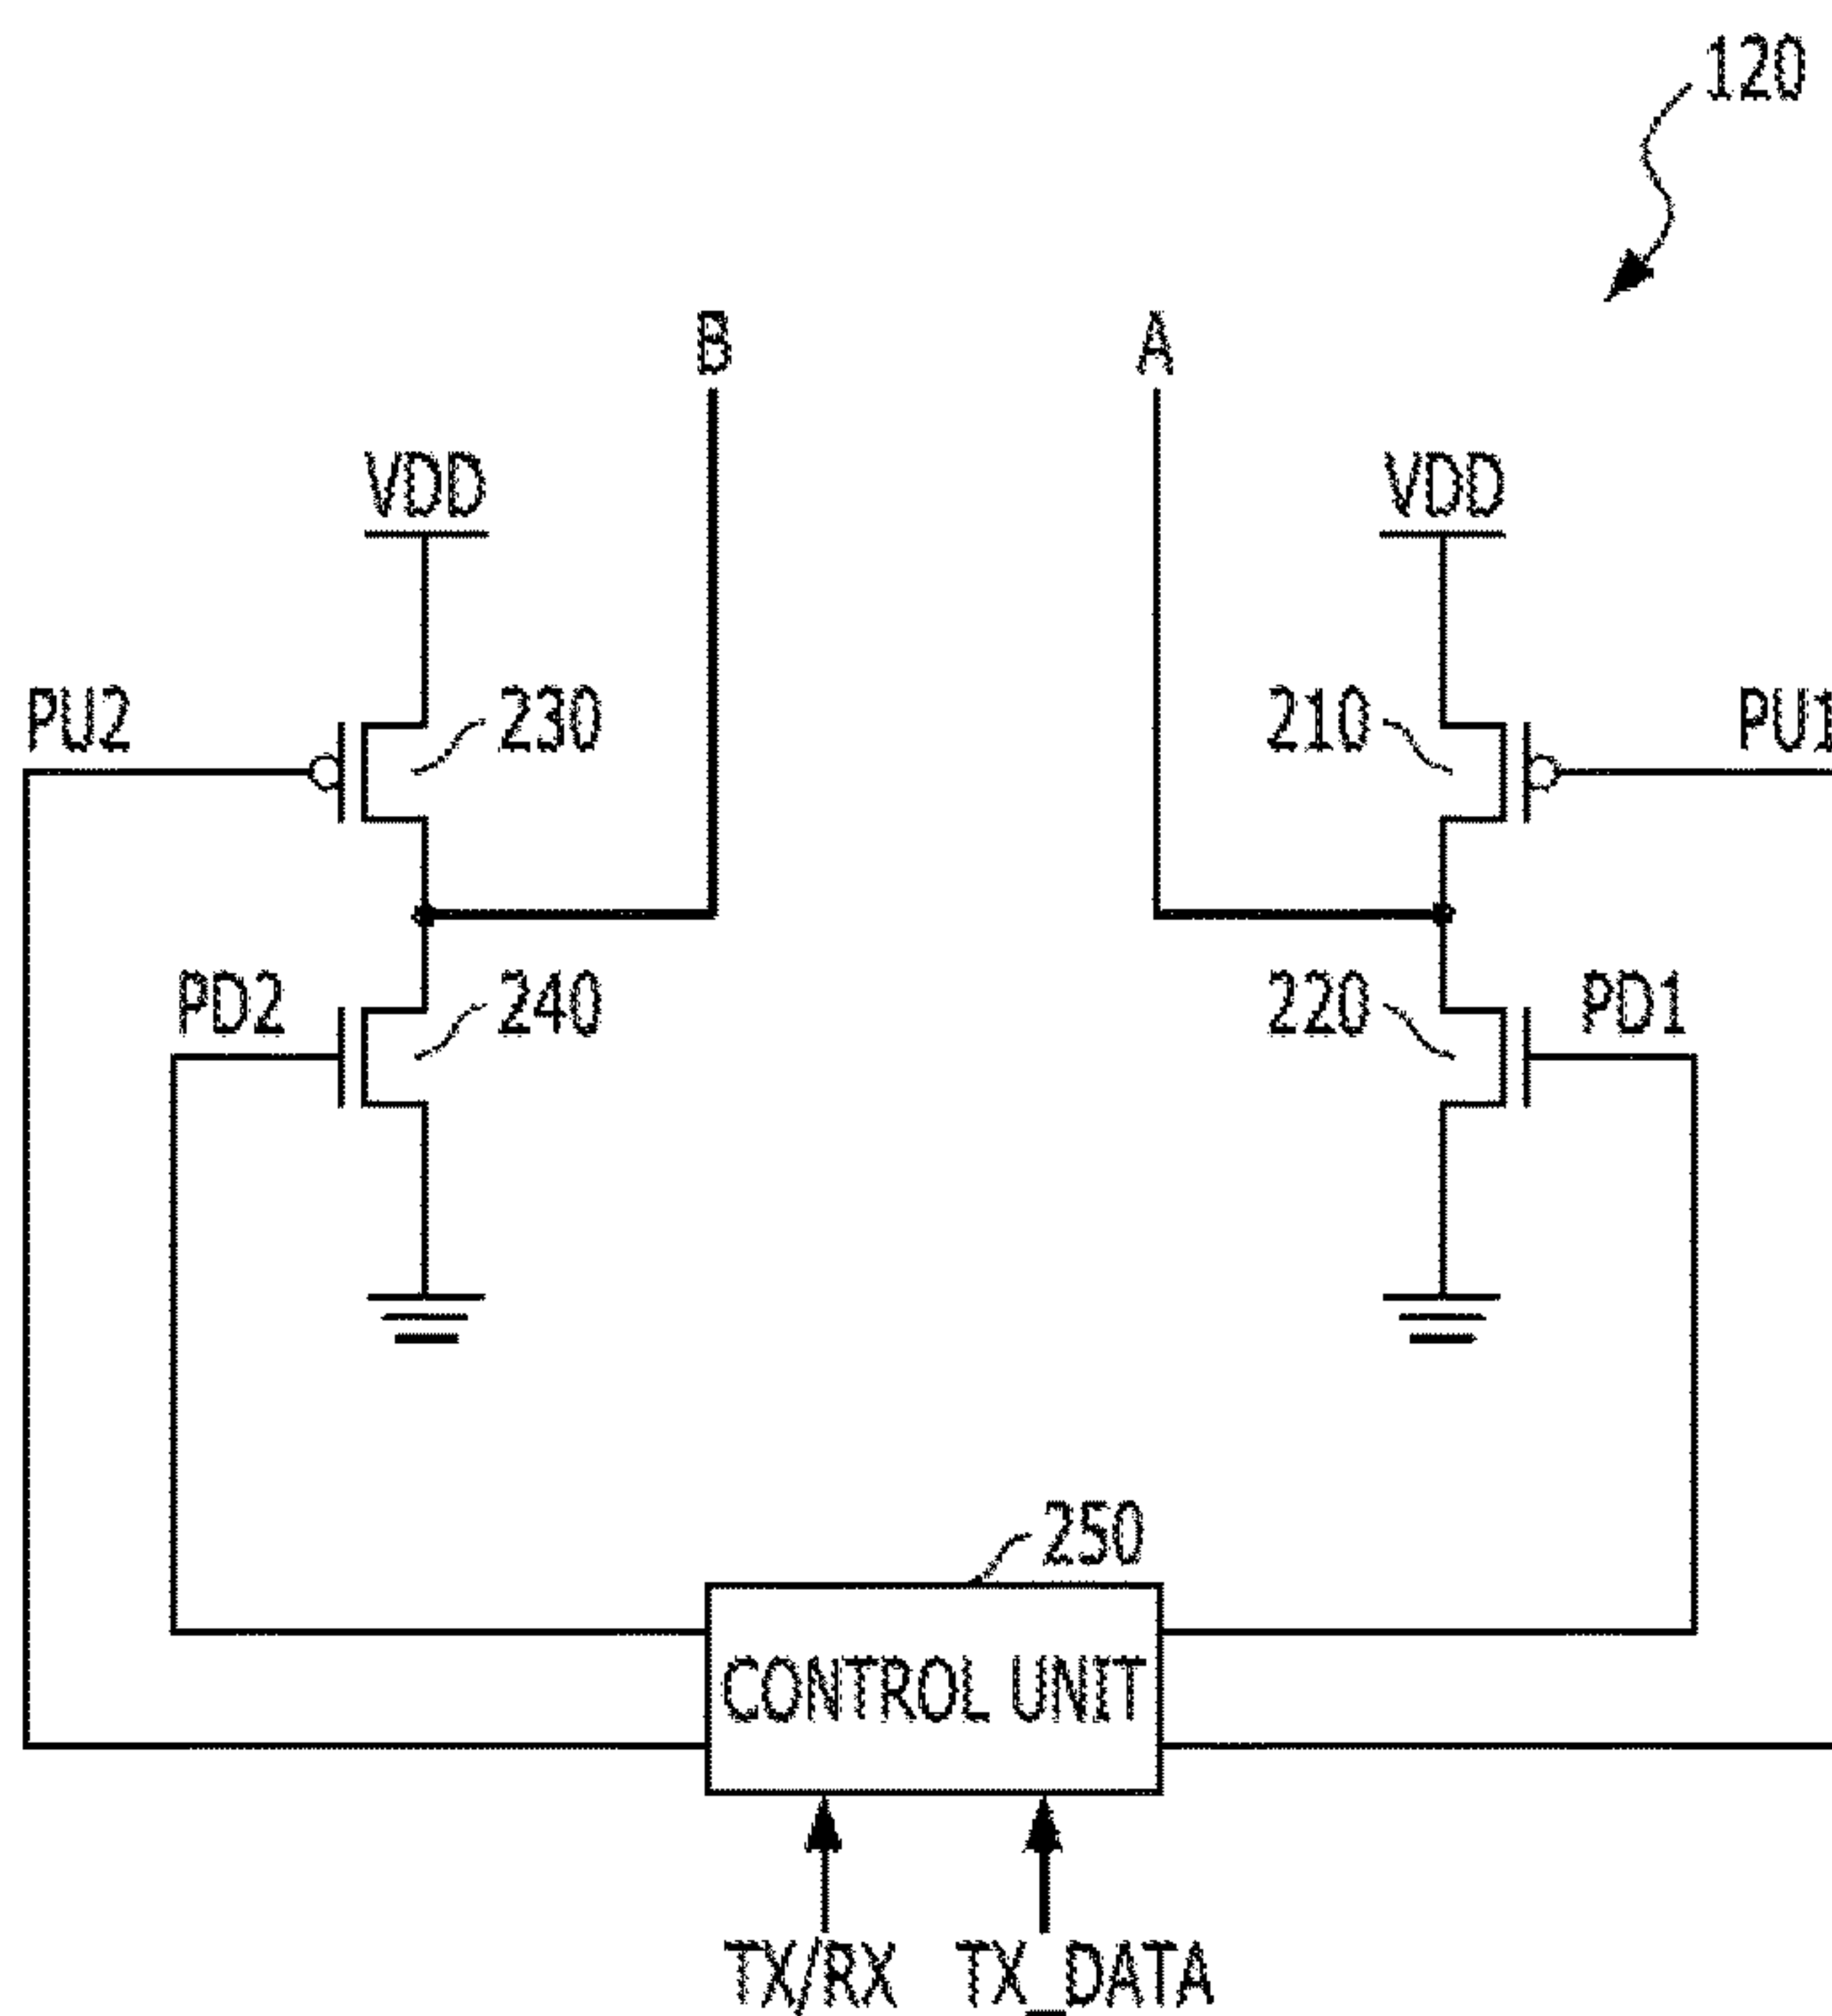 120
B A
VDD VDD
PU2 230 210 PU1
PD2 240 220 PD1
250
CONTROL UNIT
TX/RX TX_DATA